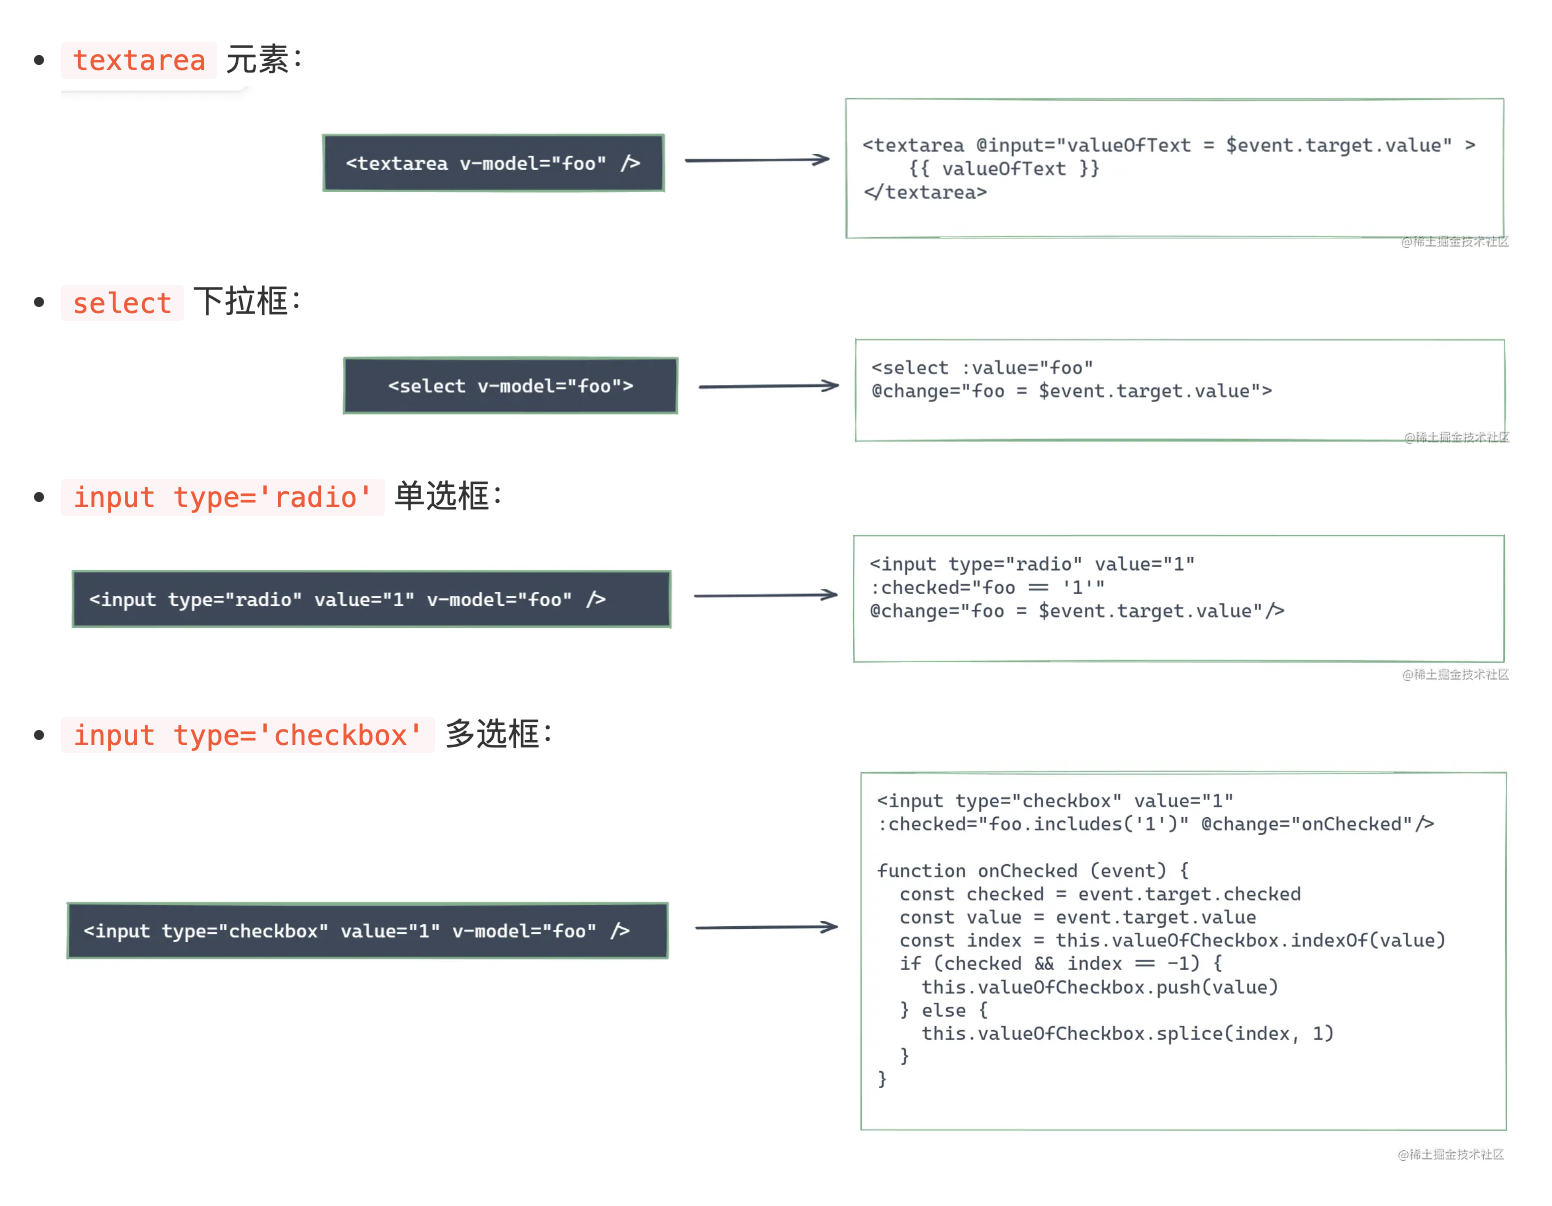 textarea 元素：
<textarea v-model="foo" />
<textarea @input="valueOfText = $event.target.value" >
{{ valueOfText }}
</textarea>
@稀土掘金技术社区
select 下拉框：
<select v-model="foo">
<select :value="foo"
@change="foo = $event.target.value">
@稀土掘金技术社区
input type='radio' 单选框：
<input type="radio" value="1" v-model="foo" />
<input type="radio" value="1"
:checked="foo == '1'"
@change="foo = $event.target.value"/>
@稀土掘金技术社区
input type='checkbox' 多选框：
<input type="checkbox" value="1" v-model="foo" />
<input type="checkbox" value="1"
:checked="foo.includes('1')" @change="onChecked"/>
function onChecked (event) {
const checked = event.target.checked
const value = event.target.value
const index = this.valueOfCheckbox.indexOf(value)
if (checked && index == -1) {
this.valueOfCheckbox.push(value)
} else {
this.valueOfCheckbox.splice(index, 1)
}
}
@稀土掘金技术社区